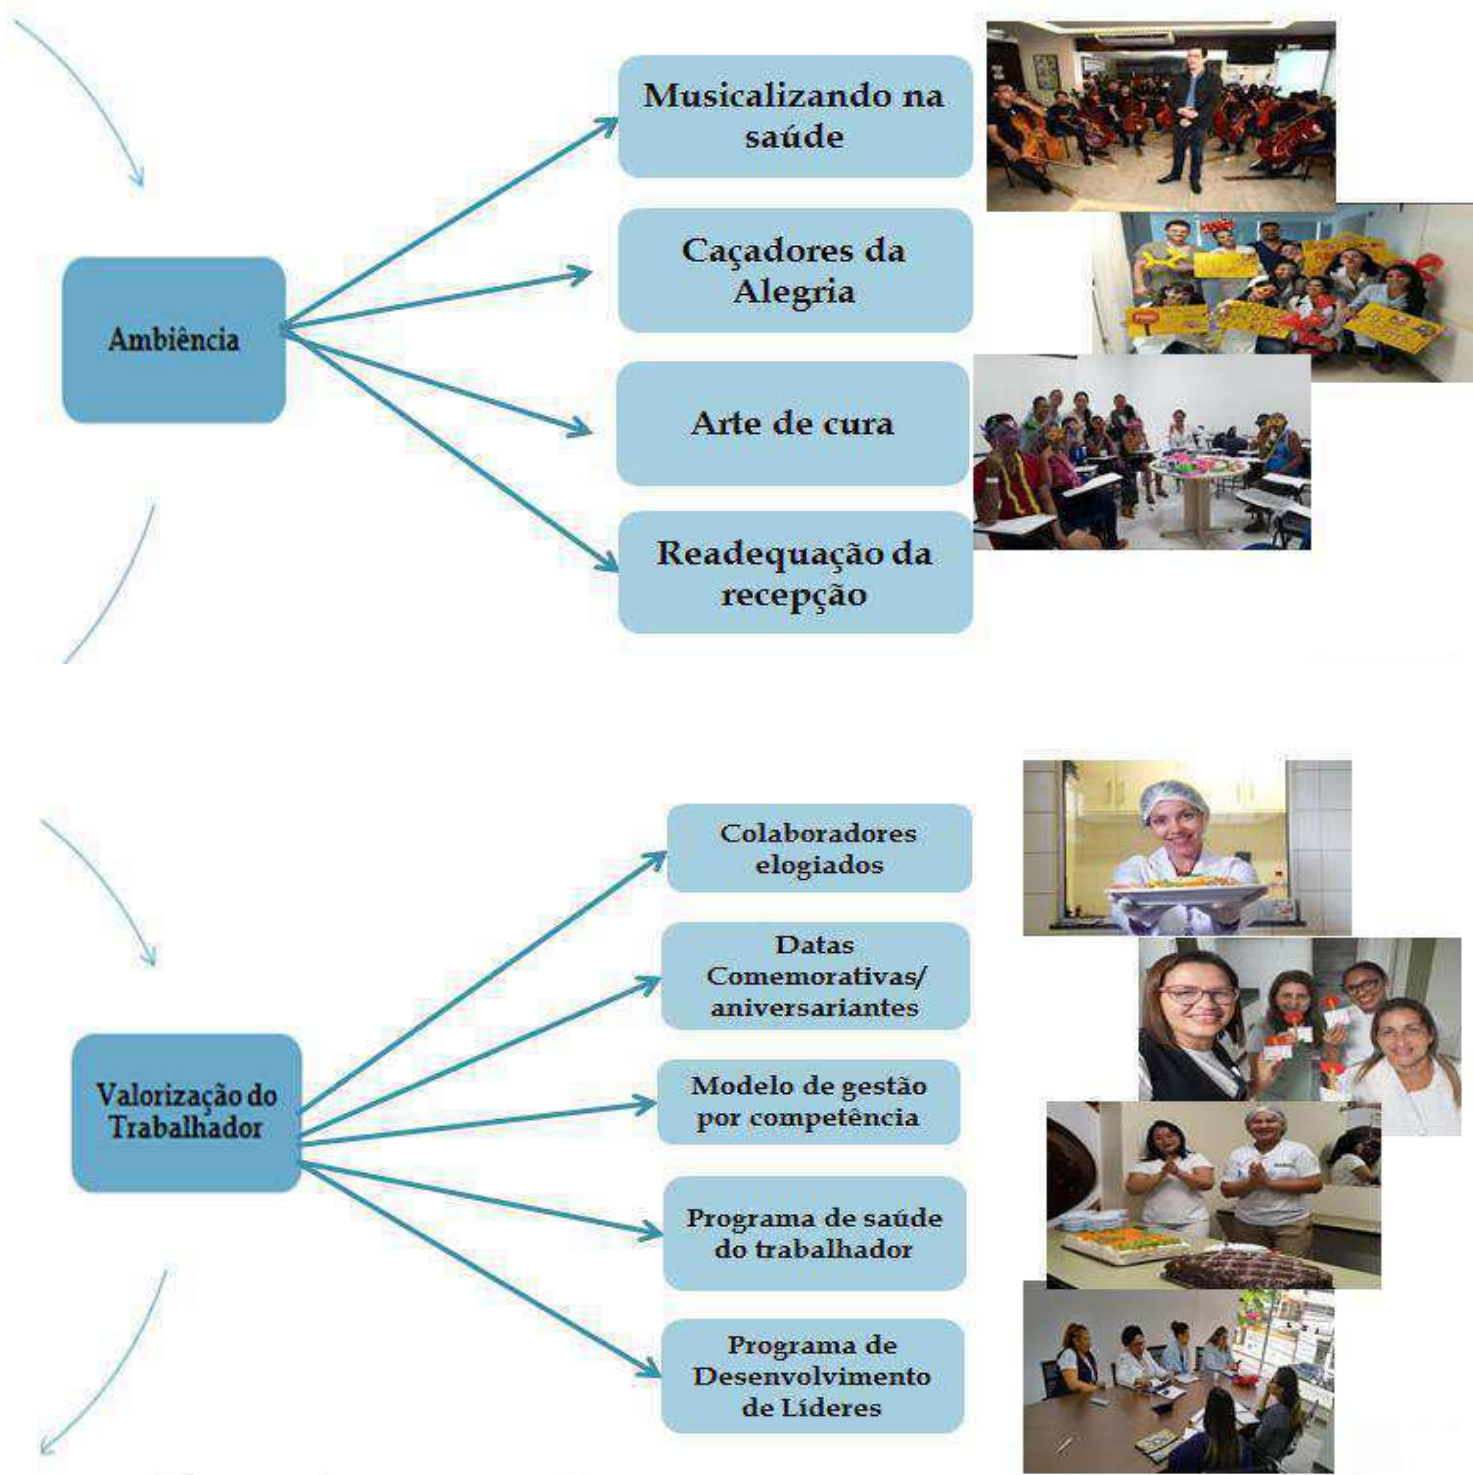 Musicalizando na
saúde
Caçadores da
Alegria
Ambiência
Arte de cura
Readequação da
recepção
Colaboradores
elogiados
Datas
Comemorativas/
aniversariantes
Valorização do
Trabalhador
Modelo de gestão
por competência
Programa de saúde
do trabalhador
Programa de
Desenvolvimento
de Líderes